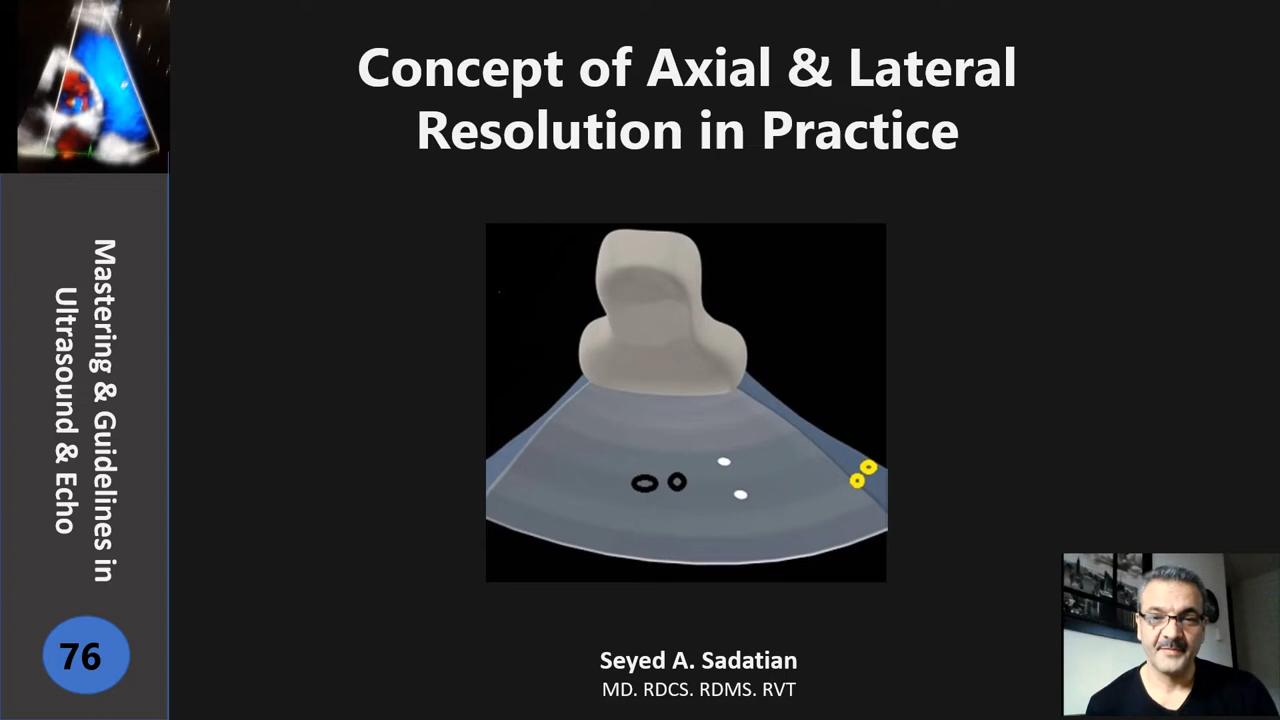 Concept of Axial & Lateral
Resolution in Practice
Mastering & Guidelines in
Ultrasound & Echo
76
Seyed A. Sadatian
MD. RDCS. RDMS. RVT